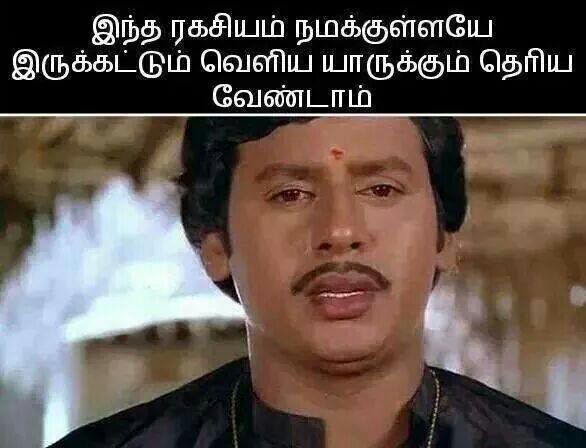 இந்த ரகசியம் நமக்குள்ளயே
இருக்கட்டும் வெளிய யாருக்கும் தெரிய
வேண்டாம்